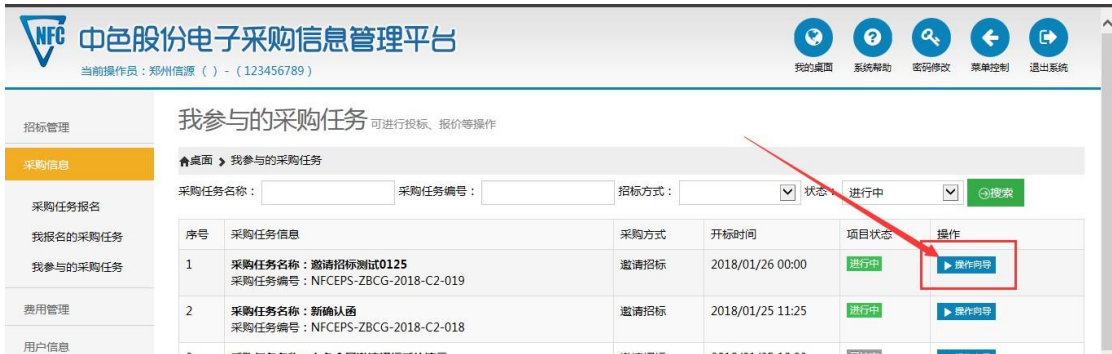 NFC 中色股份电子采购信息管理平台
当前操作员：郑州信源（ ）-（123456789）
我的桌面 系统帮助 密码修改 菜单控制 退出系统
招标管理
采购信息
采购任务报名
我报名的采购任务
我参与的采购任务
费用管理
用户信息
我参与的采购任务 可进行投标、报价等操作
桌面 我参与的采购任务
采购任务名称： 采购任务编号： 招标方式： 状态： 进行中 搜索
序号 采购任务信息 采购方式 开标时间 项目状态 操作
1 采购任务名称：邀请招标测试0125 邀请招标 2018/01/26 00:00 进行中 操作向导
采购任务编号：NFCEPS-ZBCG-2018-C2-019
2 采购任务名称：新确认函 邀请招标 2018/01/25 11:25 进行中 操作向导
采购任务编号：NFCEPS-ZBCG-2018-C2-018